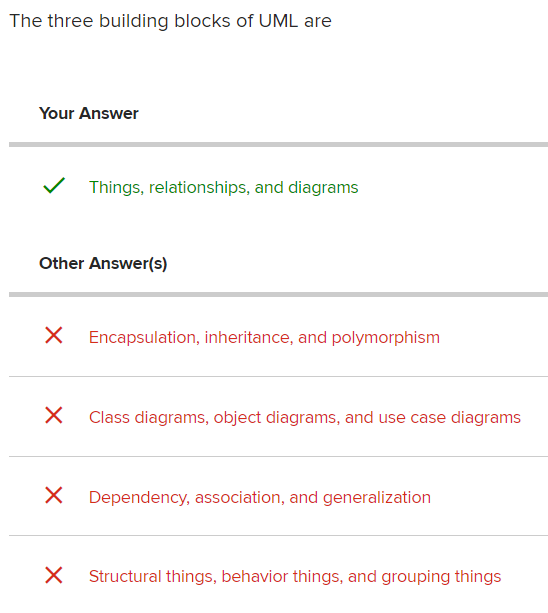 The three building blocks of UML are
Your Answer
Things, relationships, and diagrams
Other Answer(s)
Encapsulation, inheritance, and polymorphism
Class diagrams, object diagrams, and use case diagrams
Dependency, association, and generalization
Structural things, behavior things, and grouping things